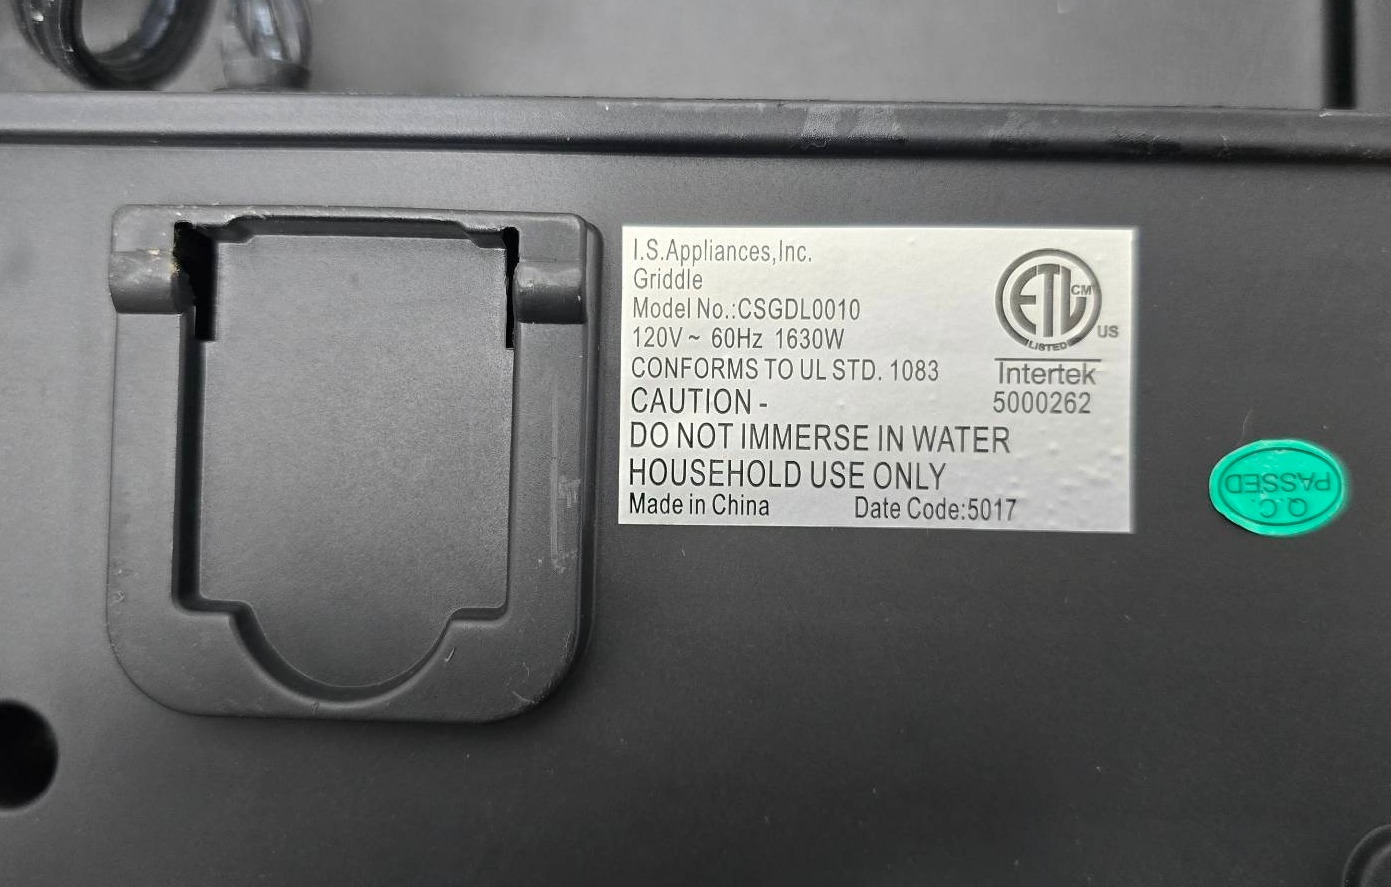 I.S.Appliances,Inc.
Griddle
Model No.:CSGDL0010
120V ~ 60Hz 1630W
CONFORMS TO UL STD. 1083
CAUTION -
DO NOT IMMERSE IN WATER
HOUSEHOLD USE ONLY
Made in China Date Code:5017
ETL CM
US
LISTED
Intertek
5000262
Q.C.
PASSED